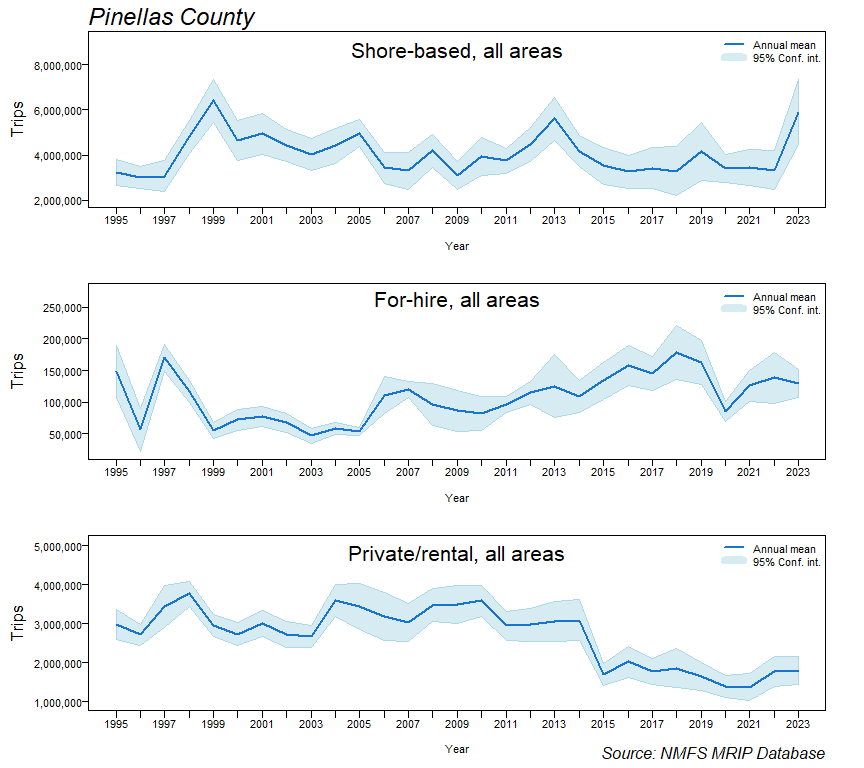 Pinellas County
Shore-based, all areas
Annual mean
95% Conf. int.
Trips
8,000,000
6,000,000
4,000,000
2,000,000
1995 1997 1999 2001 2003 2005 2007 2009 2011 2013 2015 2017 2019 2021 2023
Year
For-hire, all areas
Annual mean
95% Conf. int.
Trips
250,000
200,000
150,000
100,000
50,000
1995 1997 1999 2001 2003 2005 2007 2009 2011 2013 2015 2017 2019 2021 2023
Year
Private/rental, all areas
Annual mean
95% Conf. int.
Trips
5,000,000
4,000,000
3,000,000
2,000,000
1,000,000
1995 1997 1999 2001 2003 2005 2007 2009 2011 2013 2015 2017 2019 2021 2023
Year
Source: NMFS MRIP Database